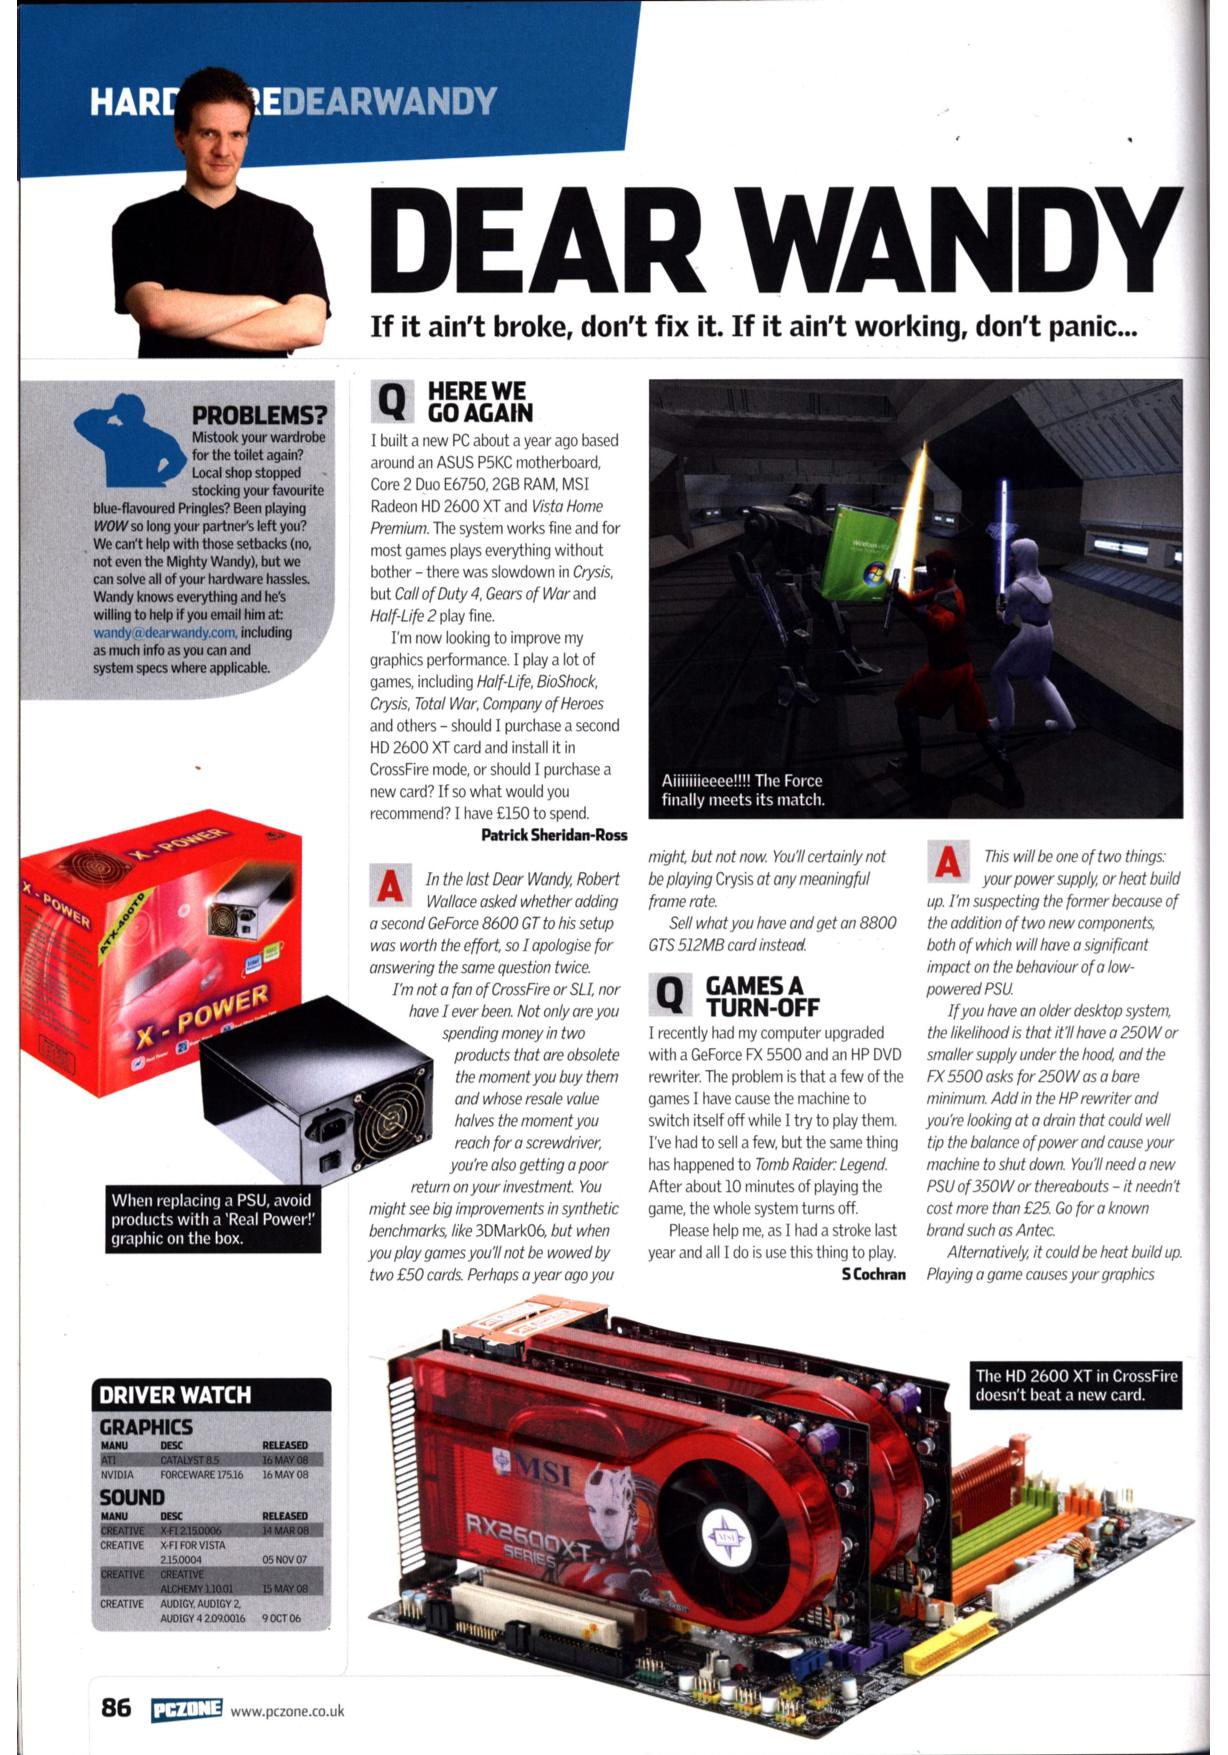 HARD RE DEARWANDY
DEAR WANDY
If it ain't broke, don't fix it. If it ain't working, don't panic...
PROBLEMS?
Mistook your wardrobe
for the toilet again?
Local shop stopped
stocking your favourite
blue-flavoured Pringles? Been playing
WOW so long your partner's left you?
We can't help with those setbacks (no,
not even the Mighty Wandy), but we
can solve all of your hardware hassles.
Wandy knows everything and he's
willing to help if you email him at:
wandy@dearwandy.com, including
as much info as you can and
system specs where applicable.
X - POWER
X - POWER
ATX-400TD
X - POWER
When replacing a PSU, avoid
products with a 'Real Power!'
graphic on the box.
DRIVER WATCH
GRAPHICS
MANU DESC RELEASED
ATI CATALYST 8.5 16 MAY 08
NVIDIA FORCEWARE 175.16 16 MAY 08
SOUND
MANU DESC RELEASED
CREATIVE X-FI 2.15.0006 14 MAR 08
CREATIVE X-FI FOR VISTA
2.15.0004 05 NOV 07
CREATIVE CREATIVE
ALCHEMY 1.10.01 15 MAY 08
CREATIVE AUDIGY, AUDIGY 2,
AUDIGY 4 2.09.0016 9 OCT 06
Q HERE WE
GO AGAIN
I built a new PC about a year ago based
around an ASUS P5KC motherboard,
Core 2 Duo E6750, 2GB RAM, MSI
Radeon HD 2600 XT and Vista Home
Premium. The system works fine and for
most games plays everything without
bother – there was slowdown in Crysis,
but Call of Duty 4, Gears of War and
Half-Life 2 play fine.
I'm now looking to improve my
graphics performance. I play a lot of
games, including Half-Life, BioShock,
Crysis, Total War, Company of Heroes
and others – should I purchase a second
HD 2600 XT card and install it in
CrossFire mode, or should I purchase a
new card? If so what would you
recommend? I have £150 to spend.
Patrick Sheridan-Ross
A In the last Dear Wandy, Robert
Wallace asked whether adding
a second GeForce 8600 GT to his setup
was worth the effort, so I apologise for
answering the same question twice.
I'm not a fan of CrossFire or SLI, nor
have I ever been. Not only are you
spending money in two
products that are obsolete
the moment you buy them
and whose resale value
halves the moment you
reach for a screwdriver,
you're also getting a poor
return on your investment. You
might see big improvements in synthetic
benchmarks, like 3DMark06, but when
you play games you'll not be wowed by
two £50 cards. Perhaps a year ago you
Aiiiiiiieeee!!!! The Force
finally meets its match.
might, but not now. You'll certainly not
be playing Crysis at any meaningful
frame rate.
Sell what you have and get an 8800
GTS 512MB card instead.
Q GAMES A
TURN-OFF
I recently had my computer upgraded
with a GeForce FX 5500 and an HP DVD
rewriter. The problem is that a few of the
games I have cause the machine to
switch itself off while I try to play them.
I've had to sell a few, but the same thing
has happened to Tomb Raider: Legend.
After about 10 minutes of playing the
game, the whole system turns off.
Please help me, as I had a stroke last
year and all I do is use this thing to play.
S Cochran
A This will be one of two things:
your power supply, or heat build
up. I'm suspecting the former because of
the addition of two new components,
both of which will have a significant
impact on the behaviour of a low-
powered PSU.
If you have an older desktop system,
the likelihood is that it'll have a 250W or
smaller supply under the hood, and the
FX 5500 asks for 250W as a bare
minimum. Add in the HP rewriter and
you're looking at a drain that could well
tip the balance of power and cause your
machine to shut down. You'll need a new
PSU of 350W or thereabouts – it needn't
cost more than £25. Go for a known
brand such as Antec.
Alternatively, it could be heat build up.
Playing a game causes your graphics
The HD 2600 XT in CrossFire
doesn't beat a new card.
MSI
RX2600XT
SERIES
MSI
86 PCZONE www.pczone.co.uk